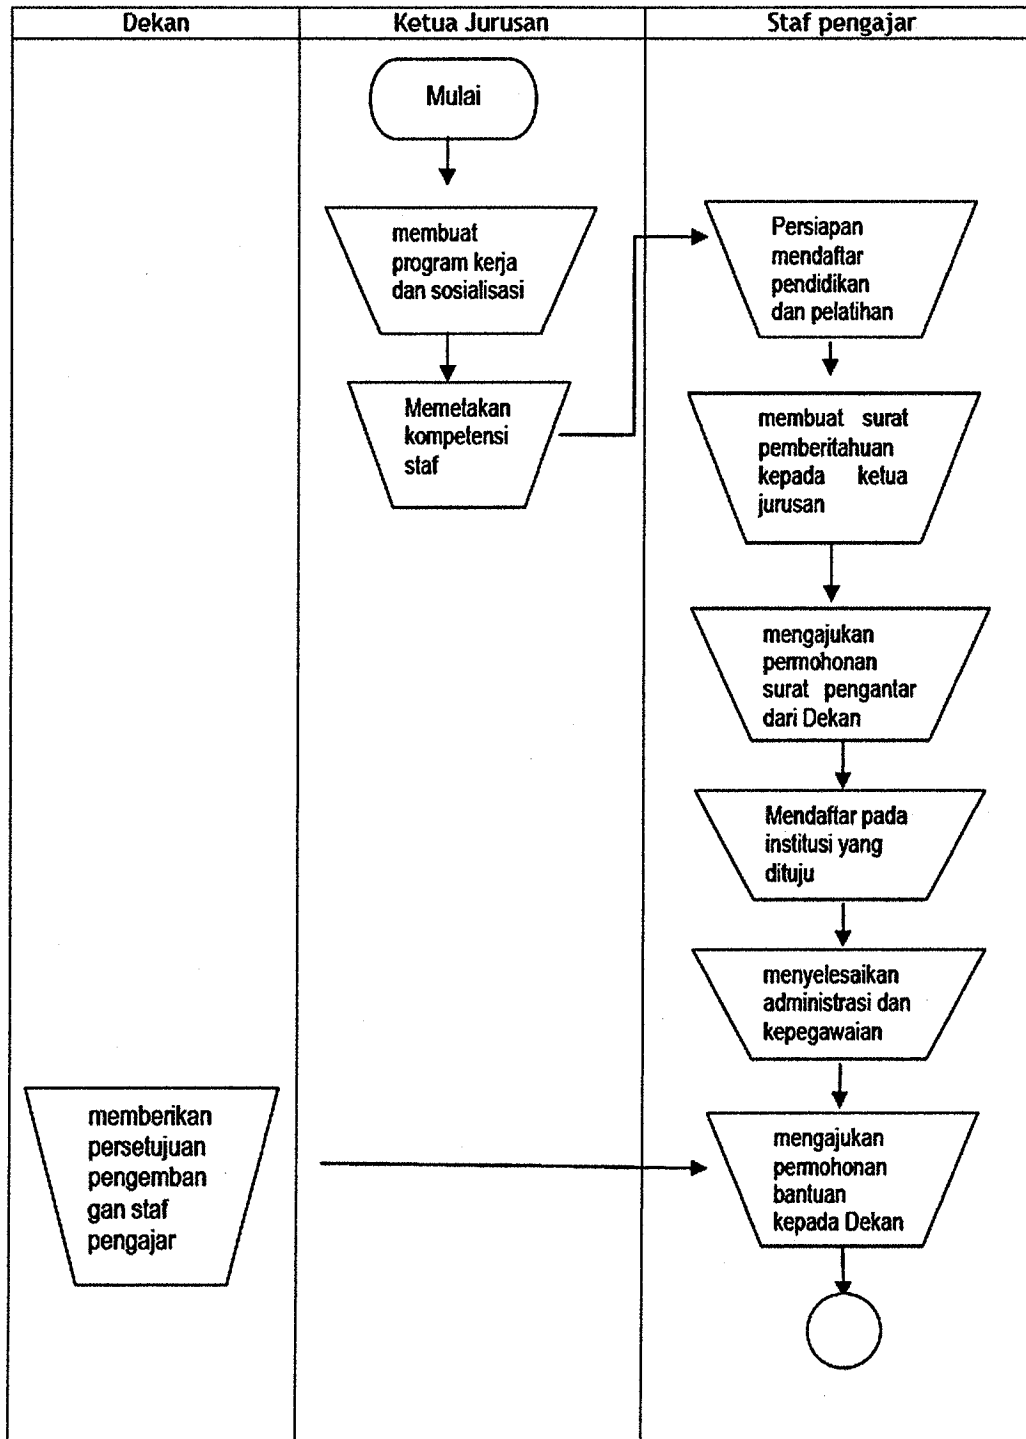 Dekan
Ketua Jurusan
Staf pengajar
Mulai
membuat
program kerja
dan sosialisasi
Memetakan
kompetensi
staf
Persiapan
mendaftar
pendidikan
dan pelatihan
membuat surat
pemberitahuan
kepada ketua
jurusan
mengajukan
permohonan
surat pengantar
dari Dekan
Mendaftar pada
institusi yang
dituju
menyelesaikan
administrasi dan
kepegawaian
memberikan
persetujuan
pengemban
gan staf
pengajar
mengajukan
permohonan
bantuan
kepada Dekan